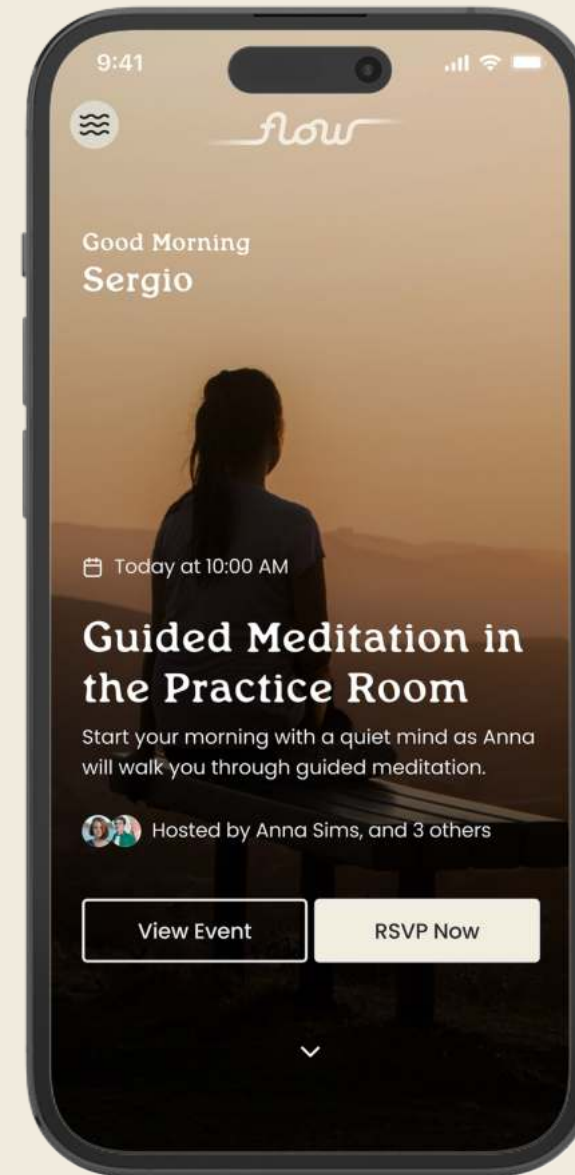 9:41
flow
Good Morning
Sergio
Today at 10:00 AM
Guided Meditation in
the Practice Room
Start your morning with a quiet mind as Anna
will walk you through guided meditation.
Hosted by Anna Sims, and 3 others
View Event
RSVP Now